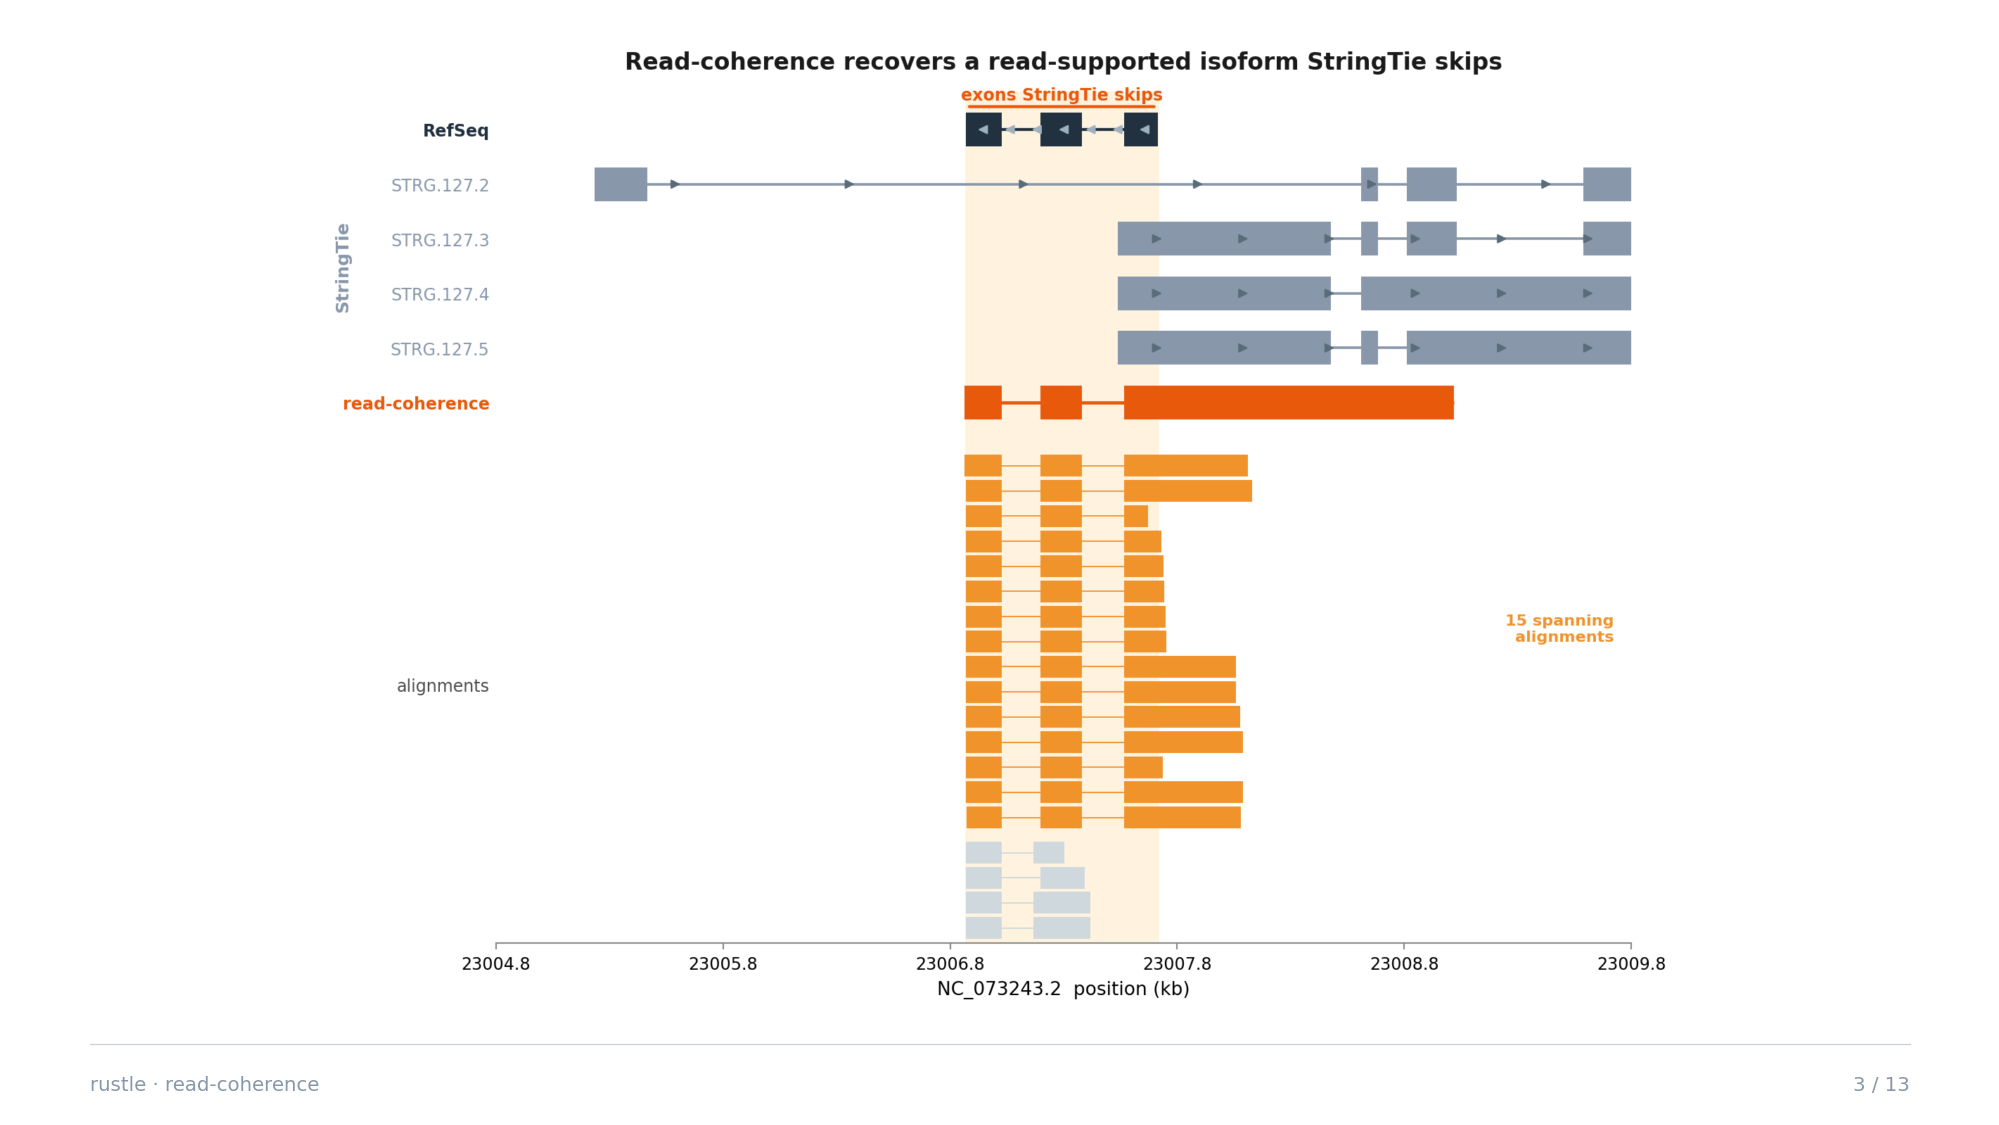 Read-coherence recovers a read-supported isoform StringTie skips
exons StringTie skips
RefSeq
STRG.127.2
STRG.127.3
STRG.127.4
STRG.127.5
StringTie
read-coherence
15 spanning
alignments
alignments
23004.8
23005.8
23006.8
23007.8
23008.8
23009.8
NC_073243.2 position (kb)
rustle · read-coherence
3 / 13